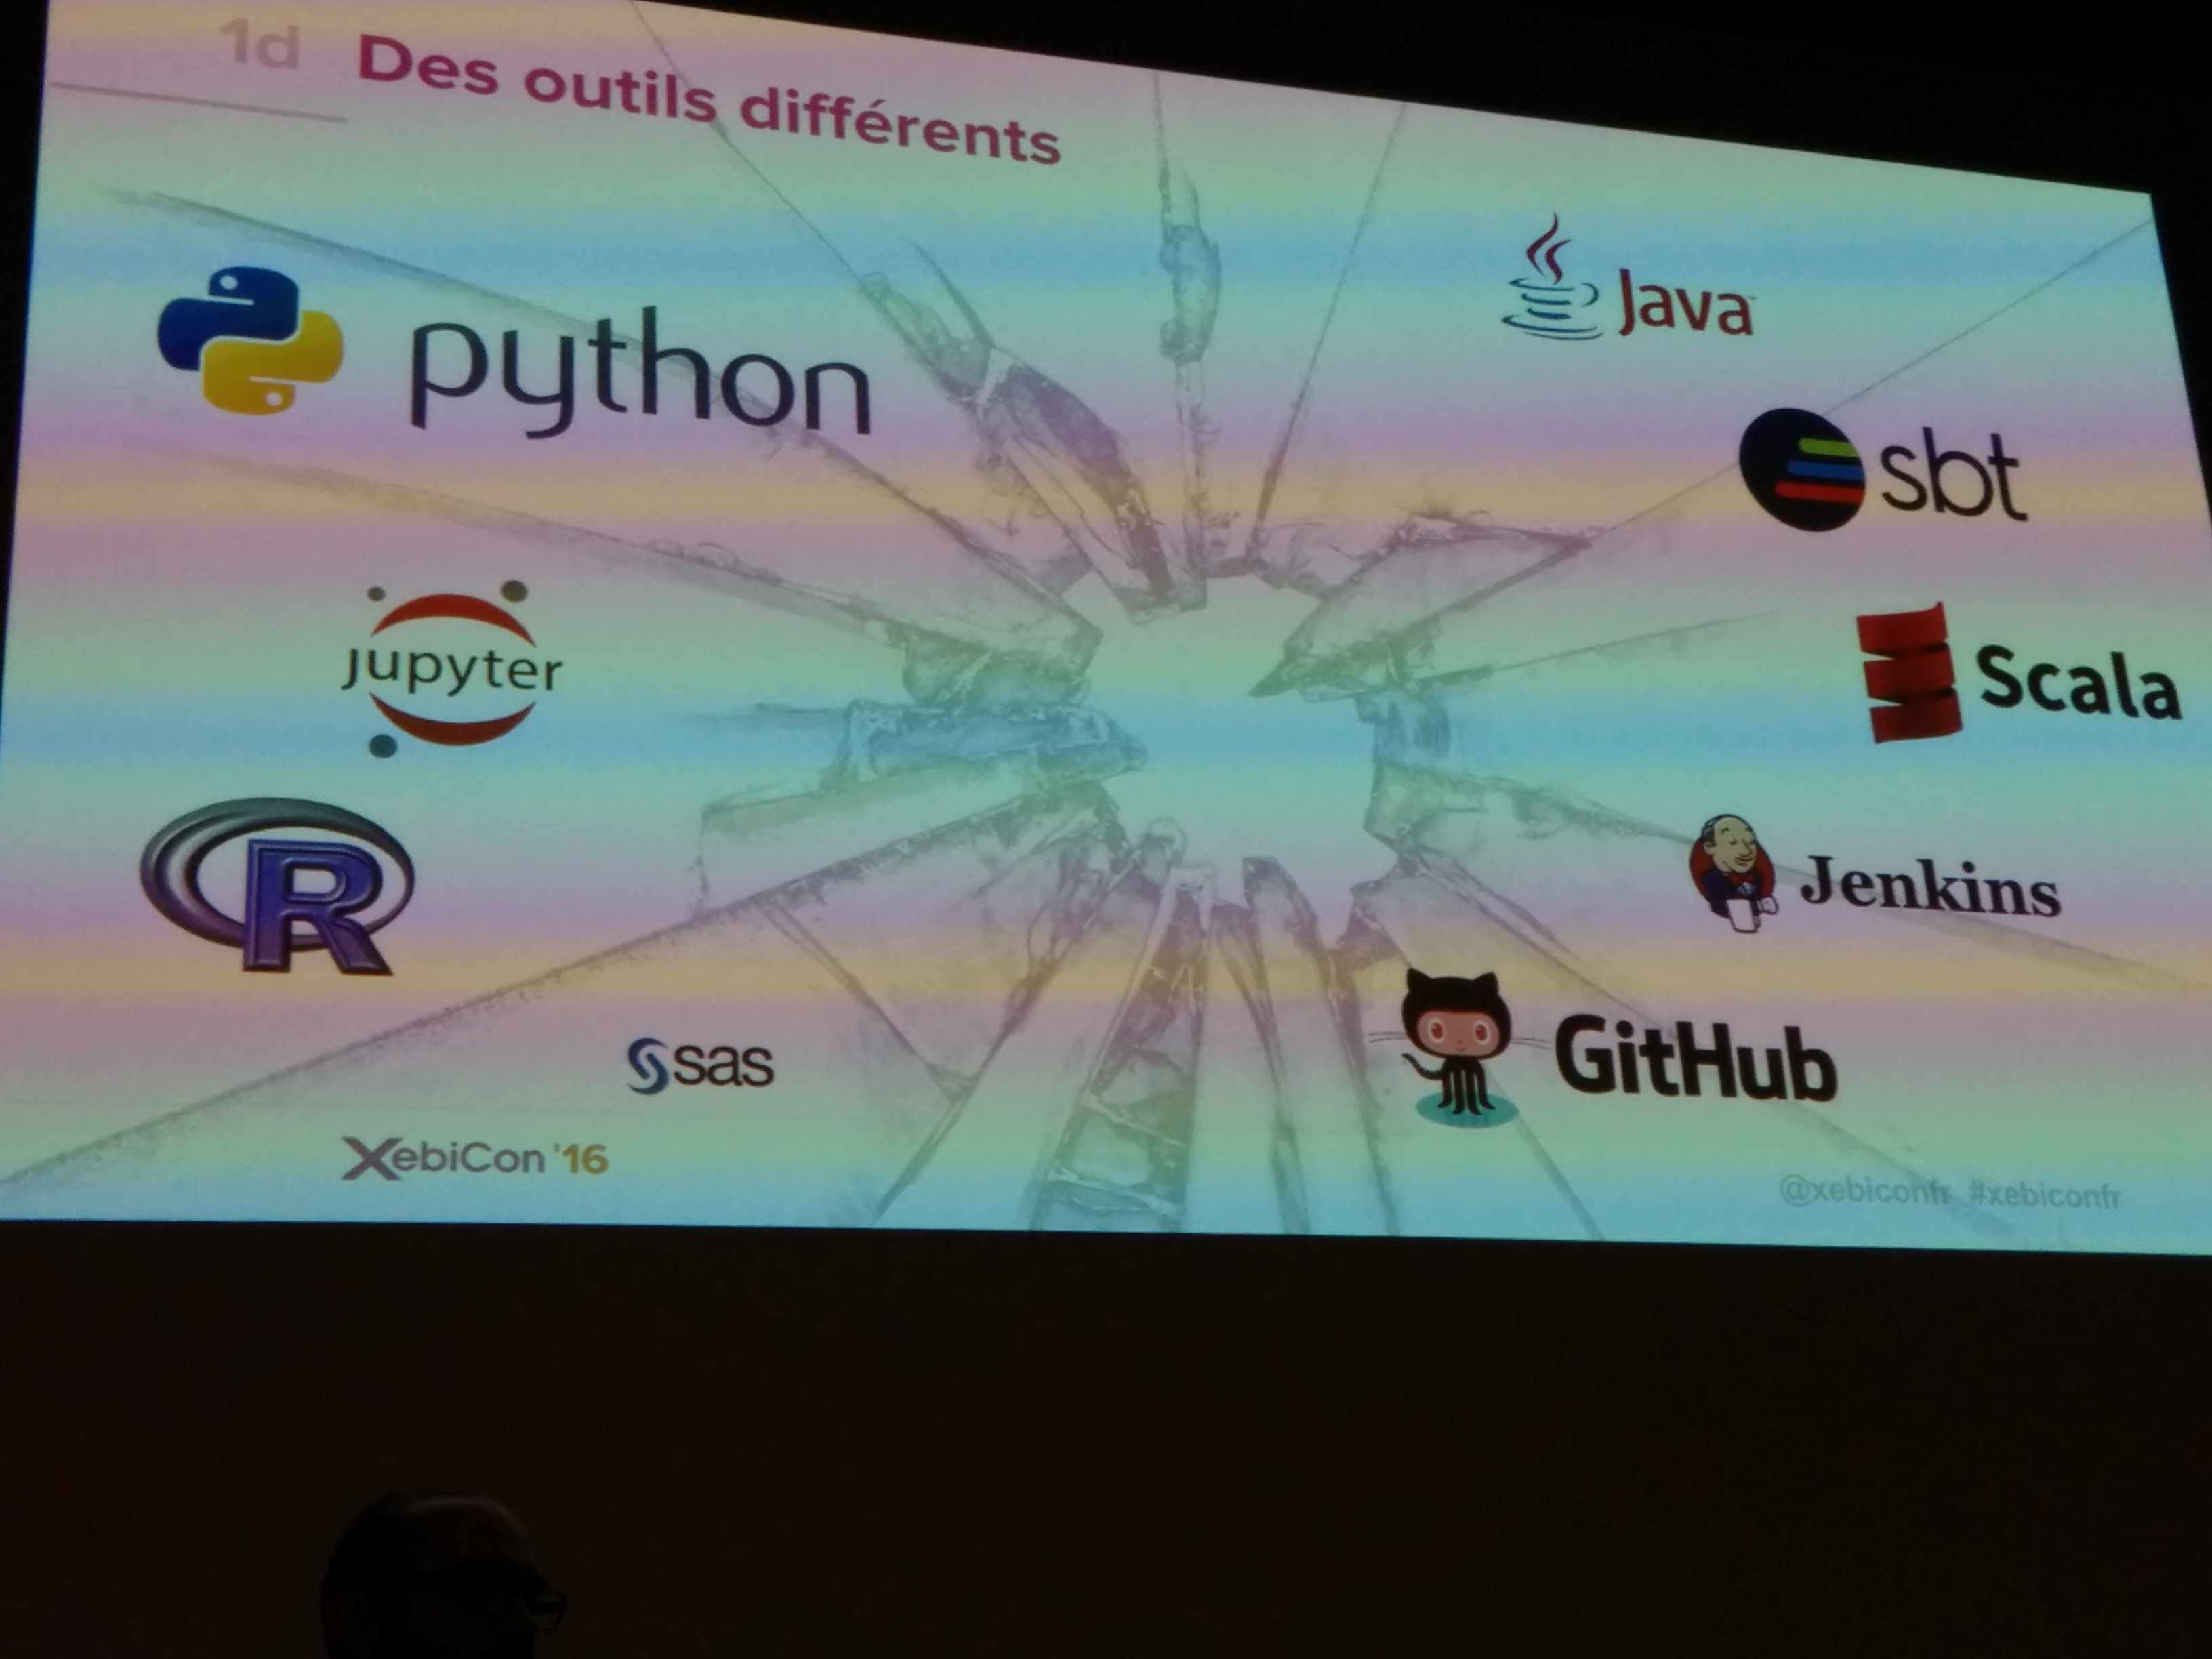 1d Des outils différents
python
Java
sbt
jupyter
Scala
R
Jenkins
GitHub
sas
XebiCon '16
@xebiconfr #xebiconfr